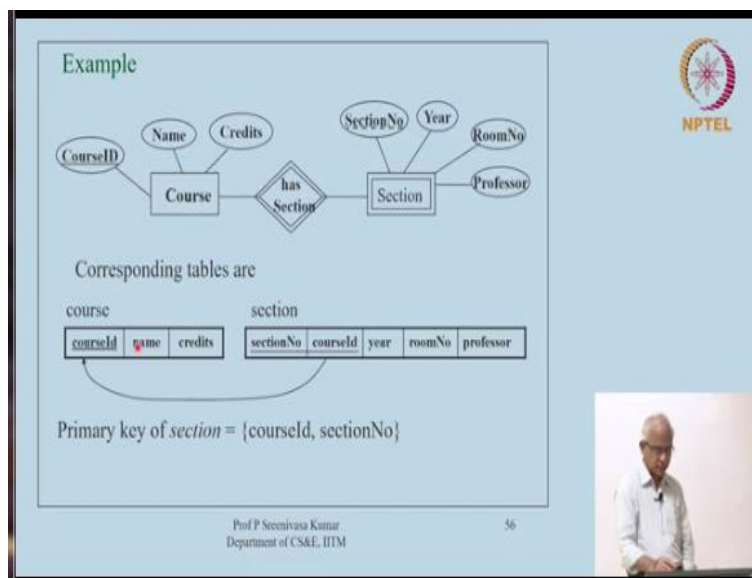 Example
NPTEL
CourseID
Name
Credits
SectionNo
Year
RoomNo
Professor
Course
has
Section
Section
Corresponding tables are
course
section
courseId name credits
sectionNo courseId year roomNo professor
Primary key of section = {courseId, sectionNo}
Prof P Sreenivasa Kumar
Department of CS&E, IITM
56